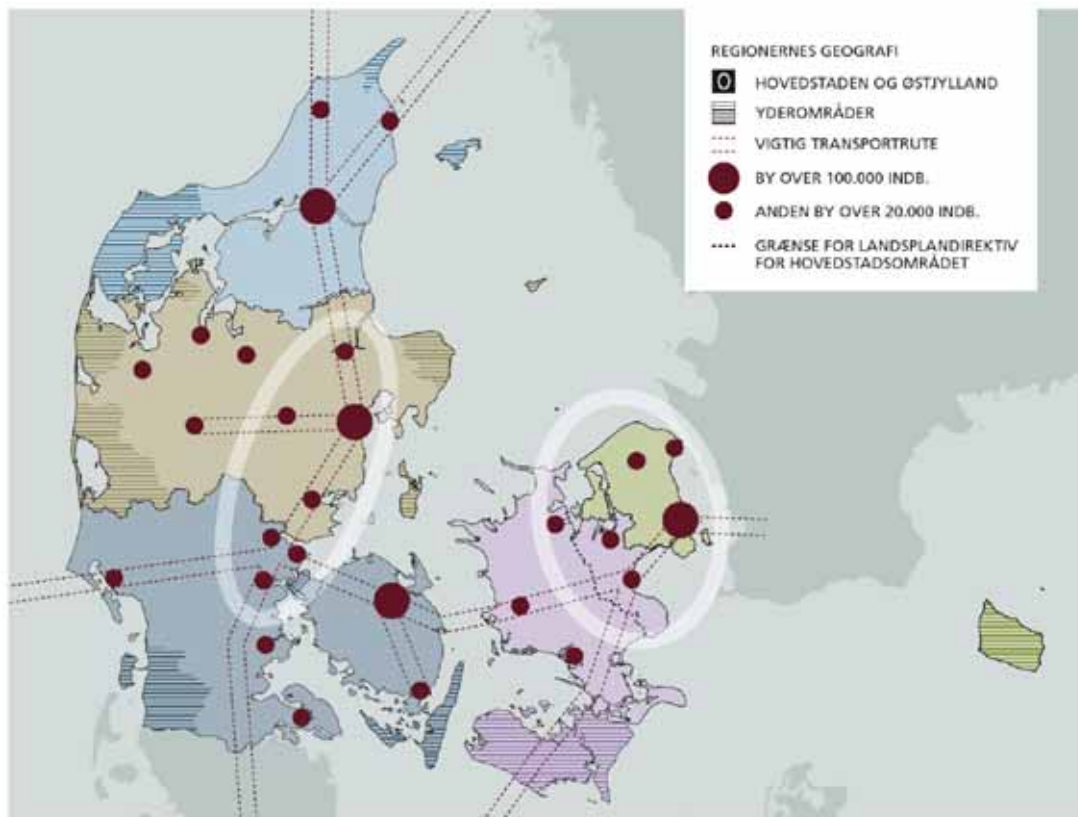 REGIONERNES GEOGRAFI
HOVEDSTADEN OG ØSTJYLLAND
YDEROMRÅDER
VIGTIG TRANSPORTRUTE
BY OVER 100.000 INDB.
ANDEN BY OVER 20.000 INDB.
GRÆNSE FOR LANDSPLANDIREKTIV
FOR HOVEDSTADSOMRÅDET